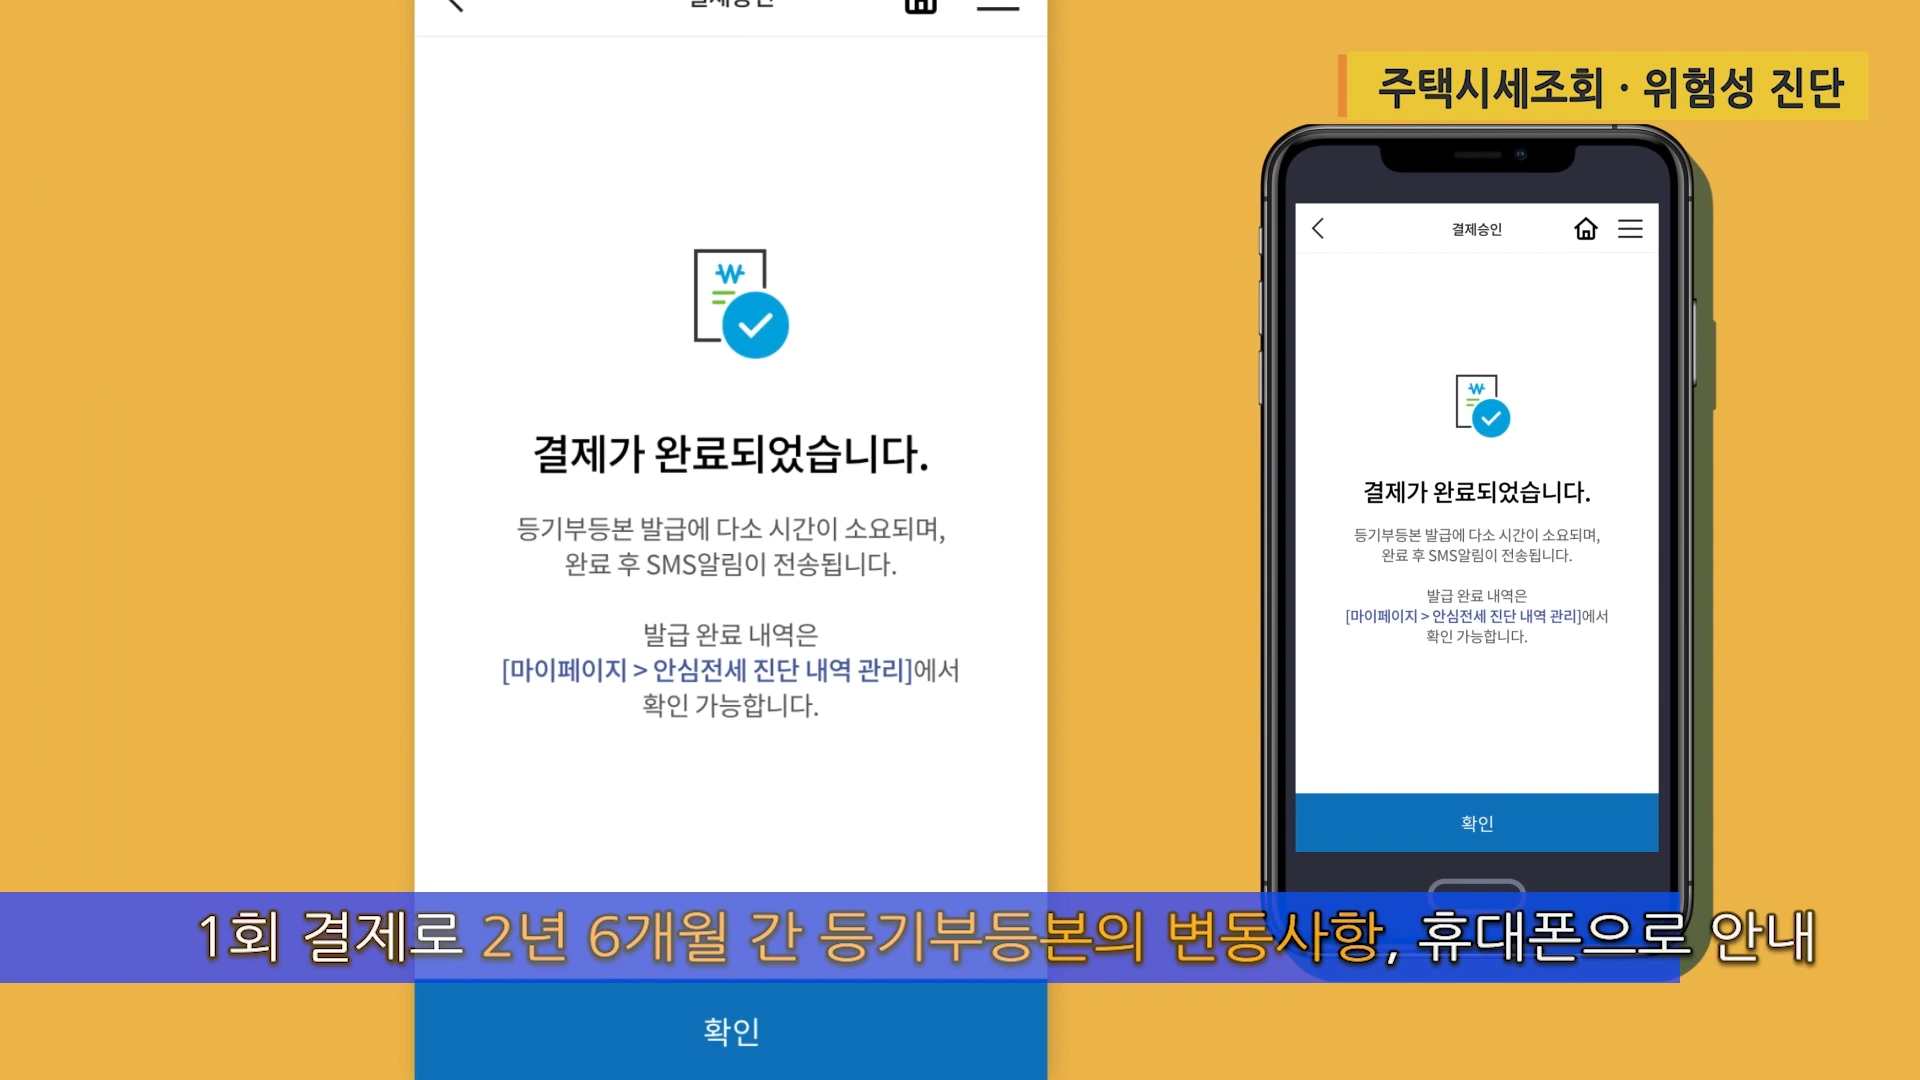 결제승인
주택시세조회 · 위험성 진단
결제가 완료되었습니다.
등기부등본 발급에 다소 시간이 소요되며,
완료 후 SMS알림이 전송됩니다.
발급 완료 내역은
[마이페이지 > 안심전세 진단 내역 관리]에서
확인 가능합니다.
확인
결제승인
결제가 완료되었습니다.
등기부등본 발급에 다소 시간이 소요되며,
완료 후 SMS알림이 전송됩니다.
발급 완료 내역은
[마이페이지 > 안심전세 진단 내역 관리]에서
확인 가능합니다.
확인
1회 결제로 2년 6개월 간 등기부등본의 변동사항, 휴대폰으로 안내